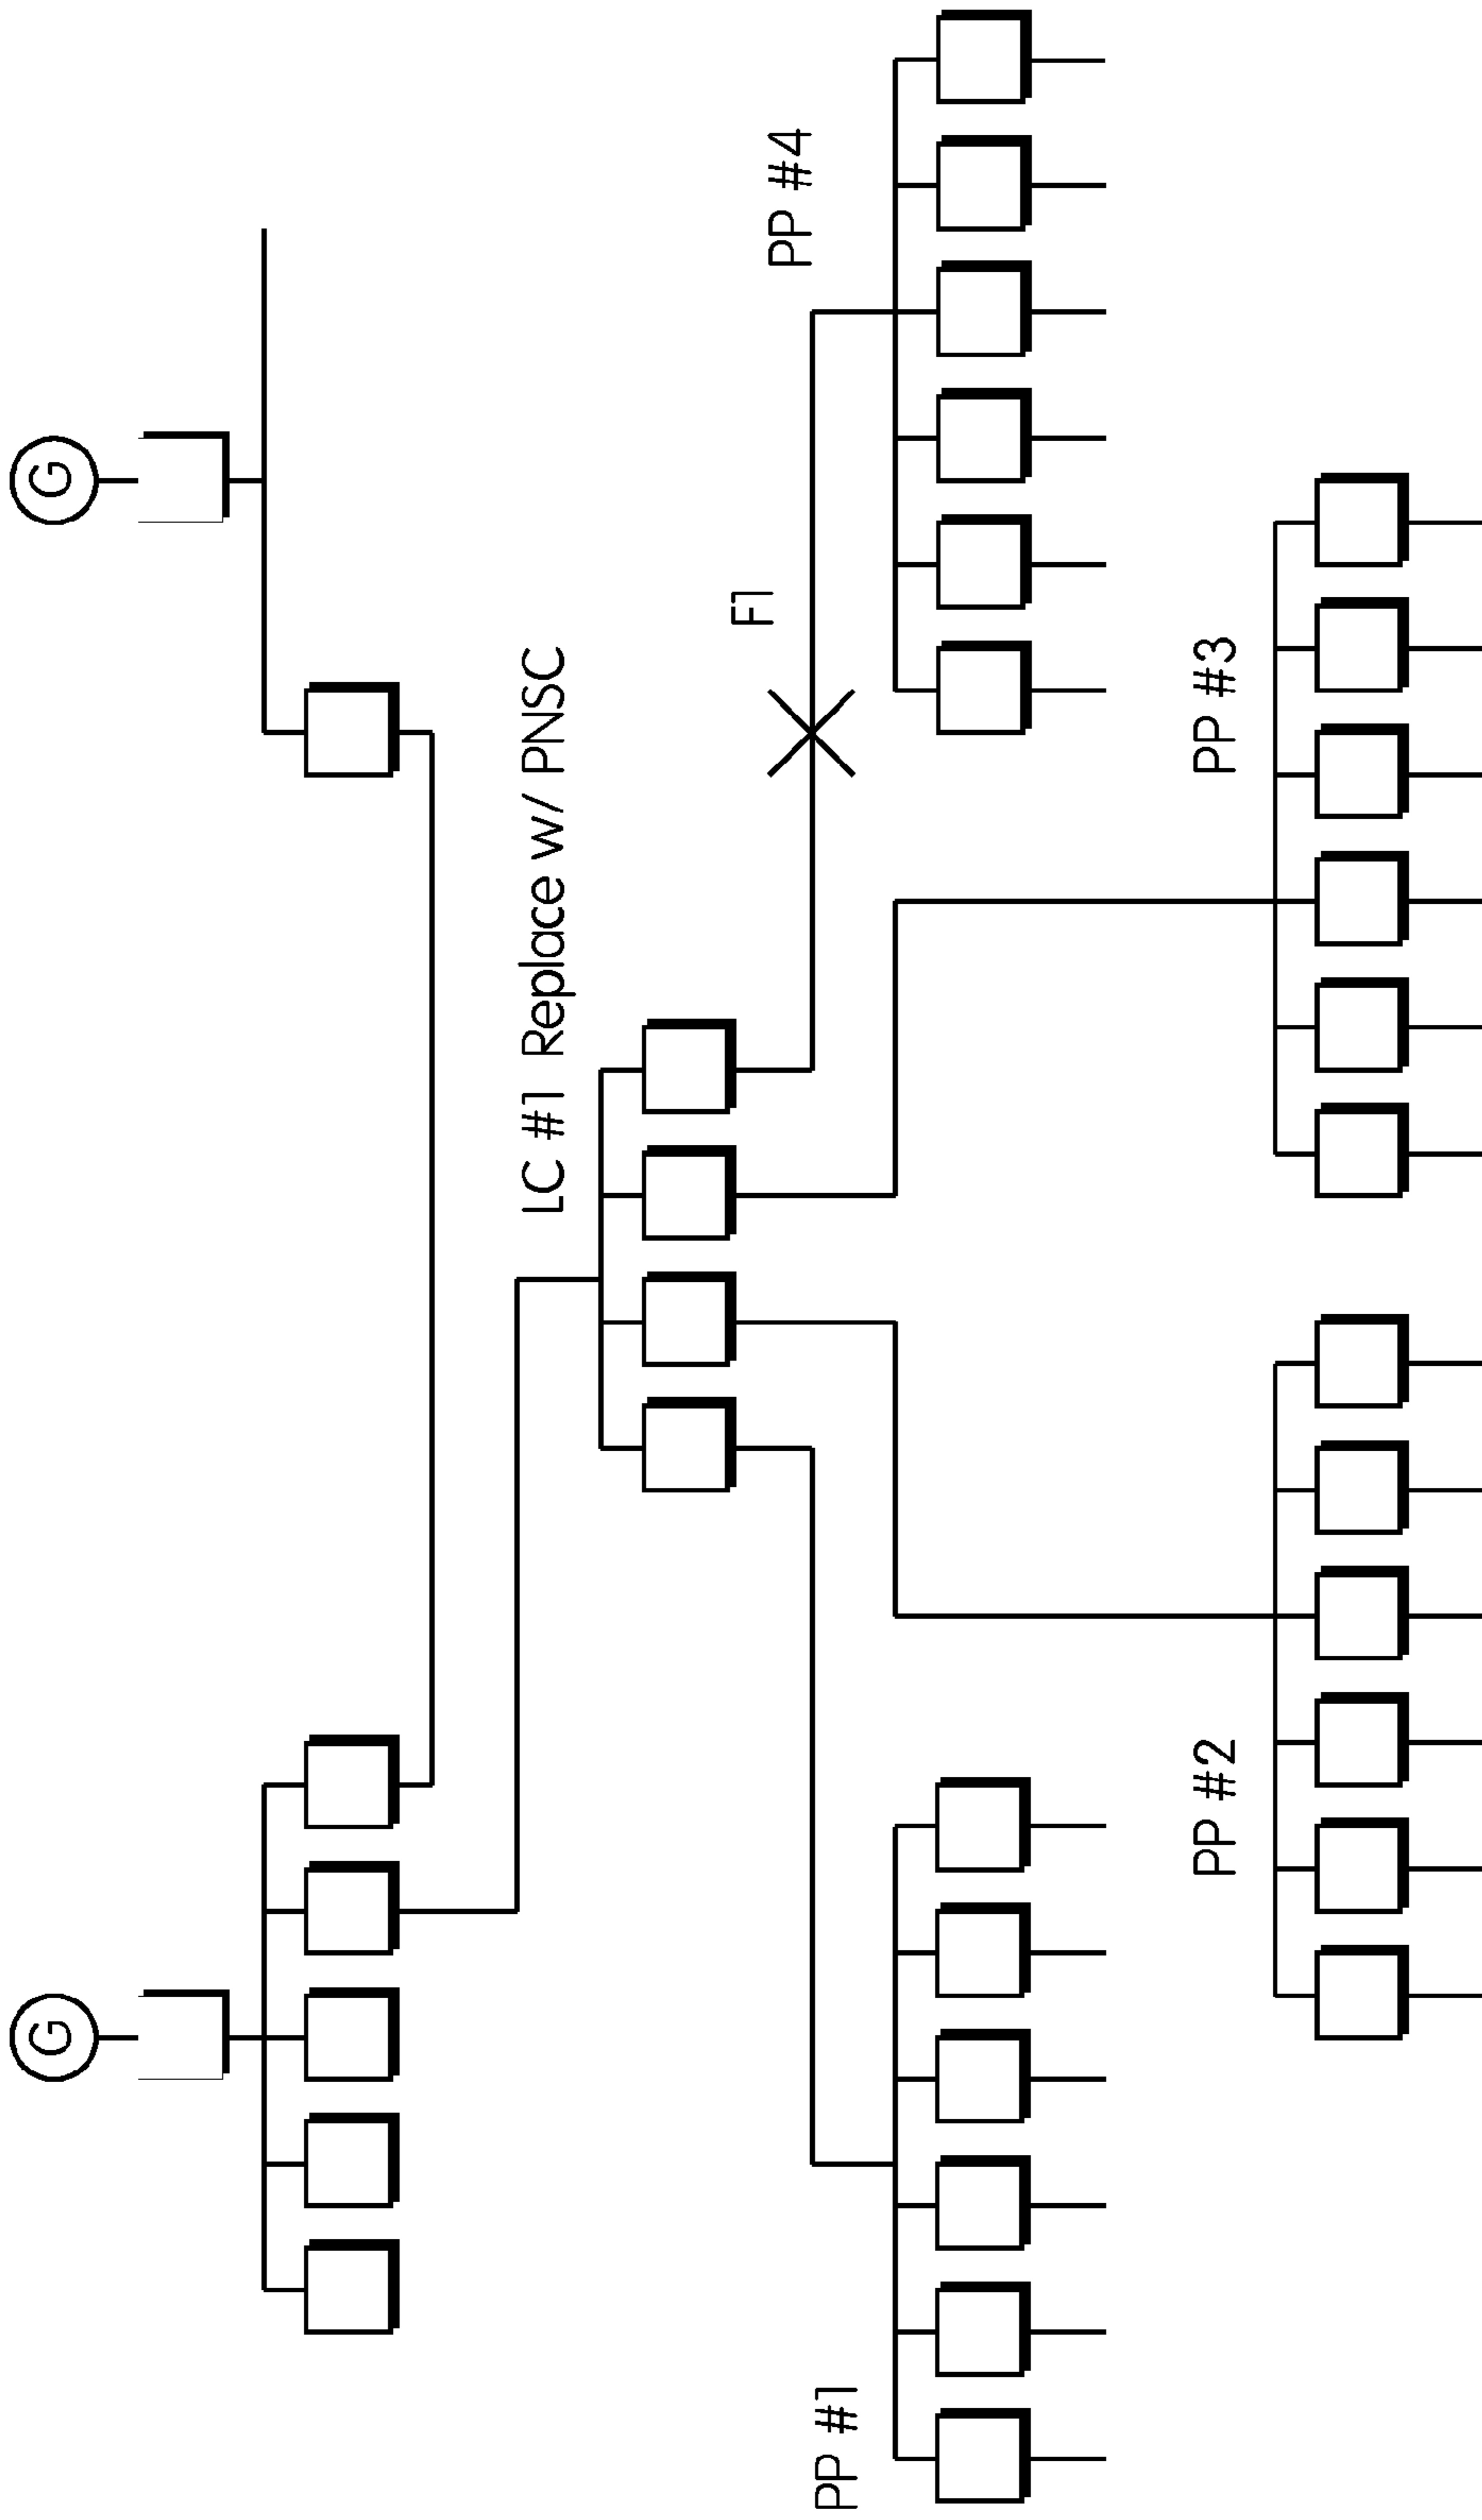 G
G
LC #1 Replace w/ PNSC
F1
PP #4
PP #1
PP #2
PP #3